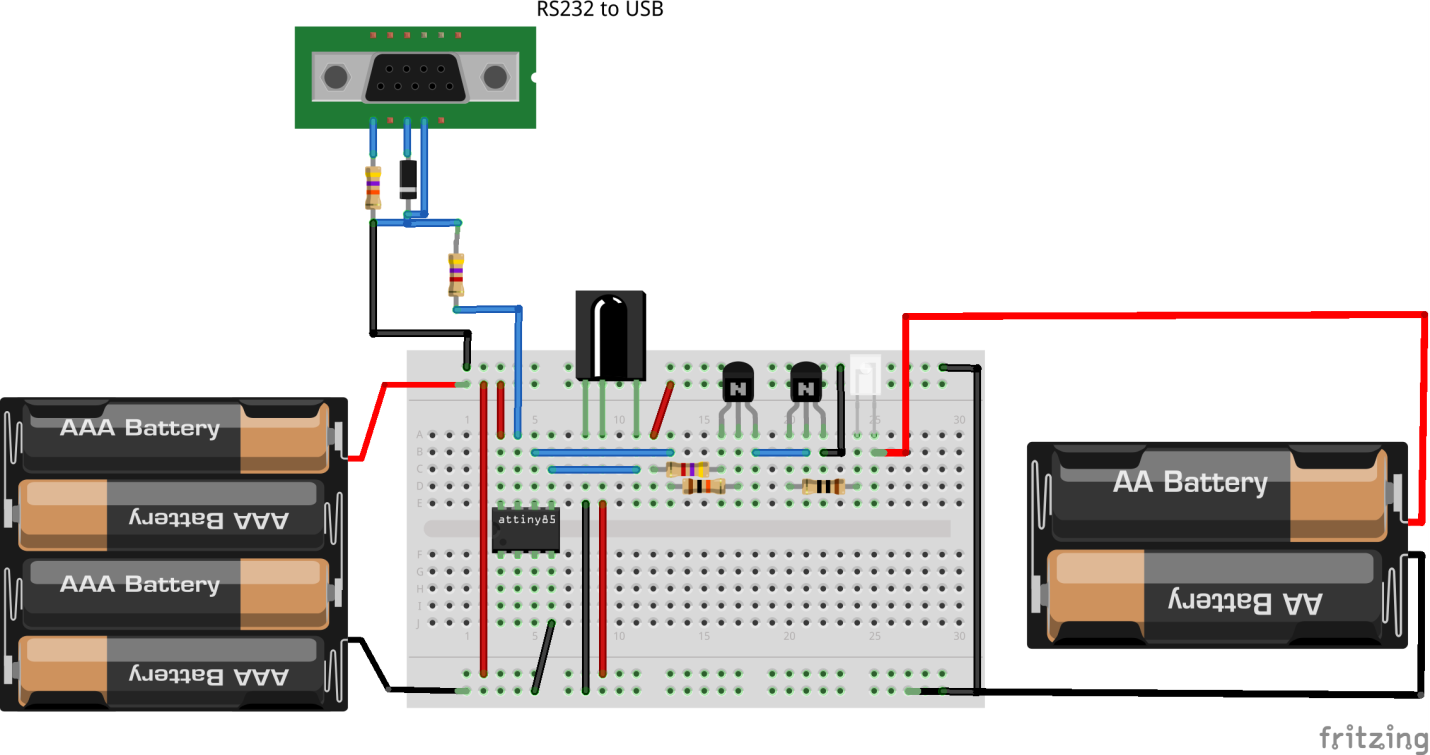 RS232 to USB
N
N
AAA Battery
AAA Battery
AAA Battery
AAA Battery
AA Battery
AA Battery
1 5 10 15 20 25 30
A
B
C
D
E
attiny85
F
G
H
I
J
1 5 10 15 20 25 30
fritzing